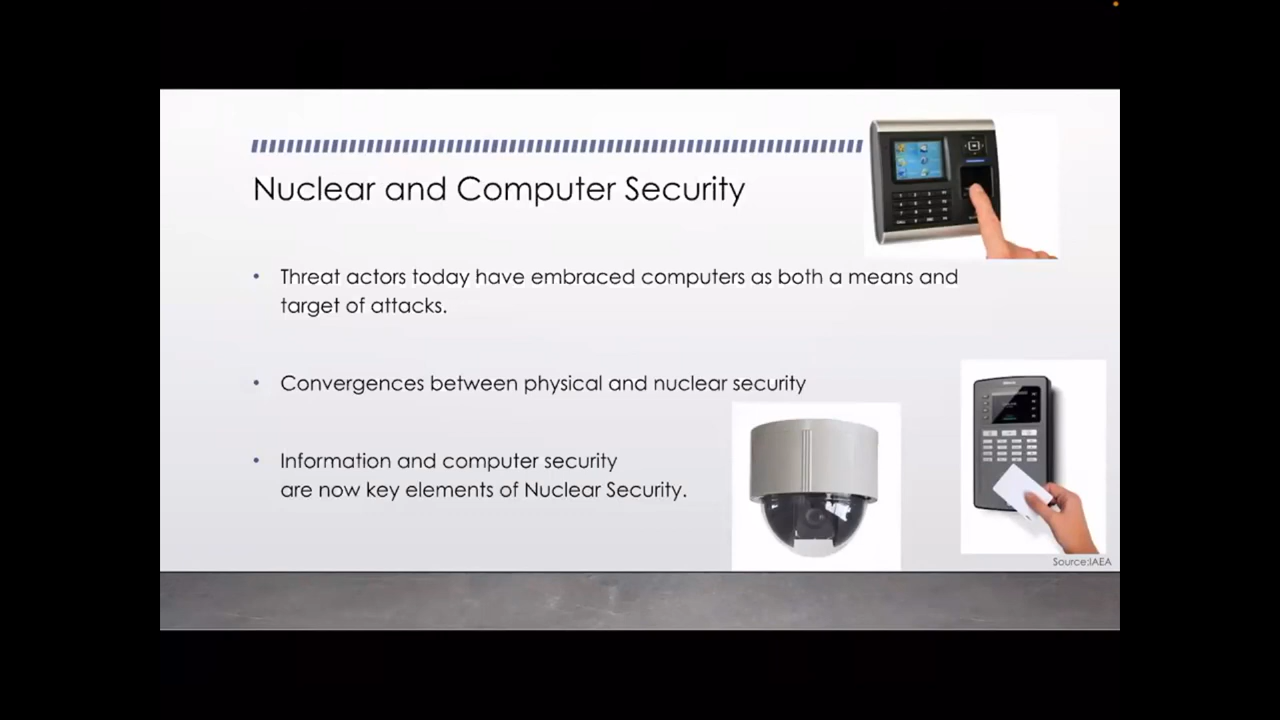 Nuclear and Computer Security
• Threat actors today have embraced computers as both a means and
target of attacks.
• Convergences between physical and nuclear security
• Information and computer security
are now key elements of Nuclear Security.
Source:IAEA